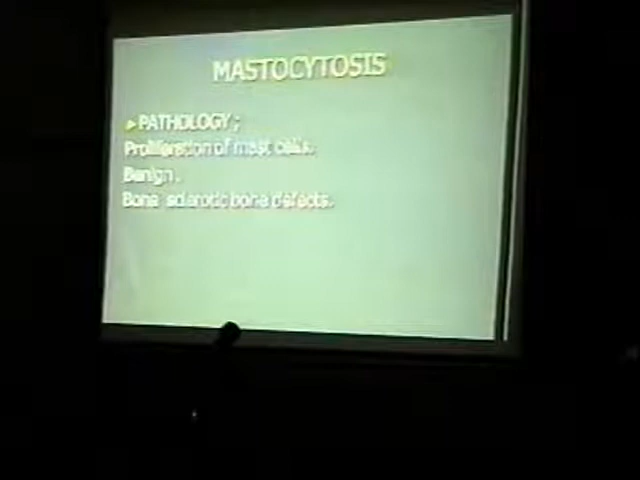 MASTOCYTOSIS
PATHOLOGY ;
Proliferation of mast cells.
Benign .
Bone sclerotic bone defects.